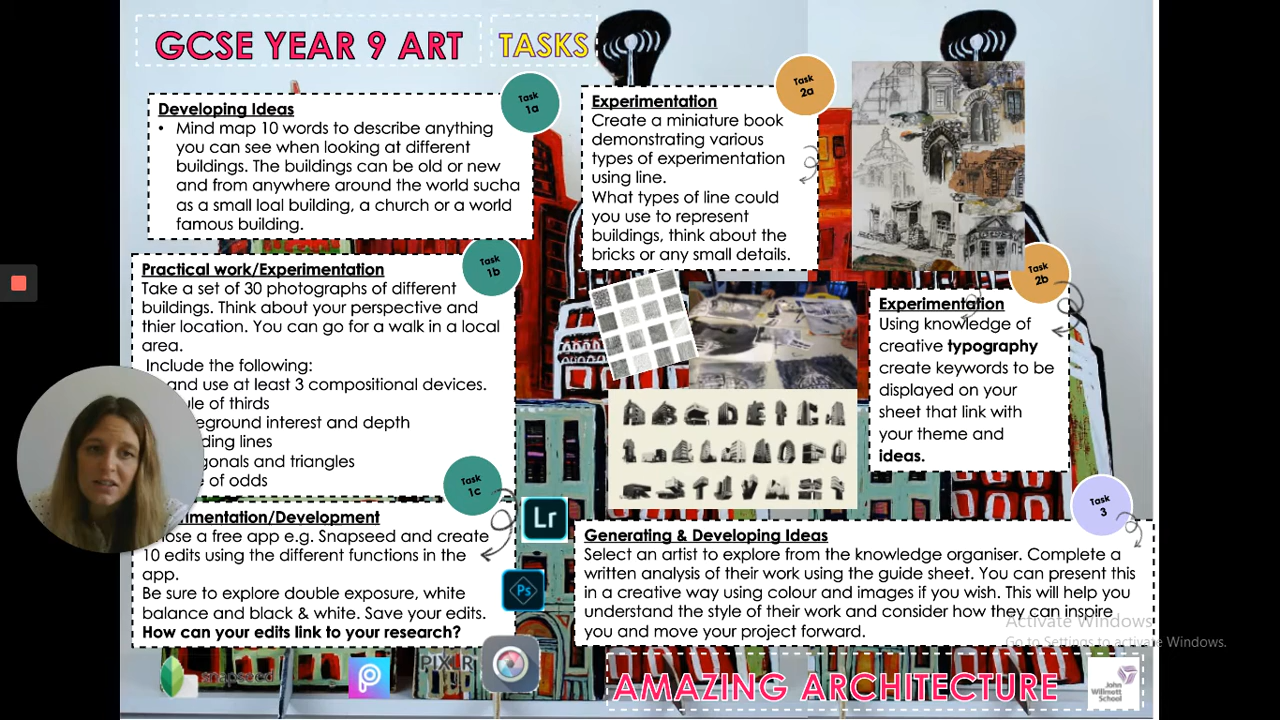 GCSE YEAR 9 ART
TASKS
Task
1a
Developing Ideas
• Mind map 10 words to describe anything
you can see when looking at different
buildings. The buildings can be old or new
and from anywhere around the world sucha
as a small loal building, a church or a world
famous building.
Task
1b
Practical work/Experimentation
Take a set of 30 photographs of different
buildings. Think about your perspective and
thier location. You can go for a walk in a local
area.
Include the following:
and use at least 3 compositional devices.
of thirds
interest and depth
lines
and triangles
of odds
Task
1c
a free app e.g. Snapseed and create
10 edits using the different functions in the
app.
Be sure to explore double exposure, white
balance and black & white. Save your edits.
How can your edits link to your research?
Task
2a
Experimentation
Create a miniature book
demonstrating various
types of experimentation
using line.
What types of line could
you use to represent
buildings, think about the
bricks or any small details.
Task
2b
Experimentation
Using knowledge of
creative typography
create keywords to be
displayed on your
sheet that link with
your theme and
ideas.
Task
3
Generating & Developing Ideas
Select an artist to explore from the knowledge organiser. Complete a
written analysis of their work using the guide sheet. You can present this
in a creative way using colour and images if you wish. This will help you
understand the style of their work and consider how they can inspire
you and move your project forward.
Lr
Ps
snapseed
PIXLR
AMAZING ARCHITECTURE
John
Willmott
School
Activate Windows
Go to Settings to activate Windows.